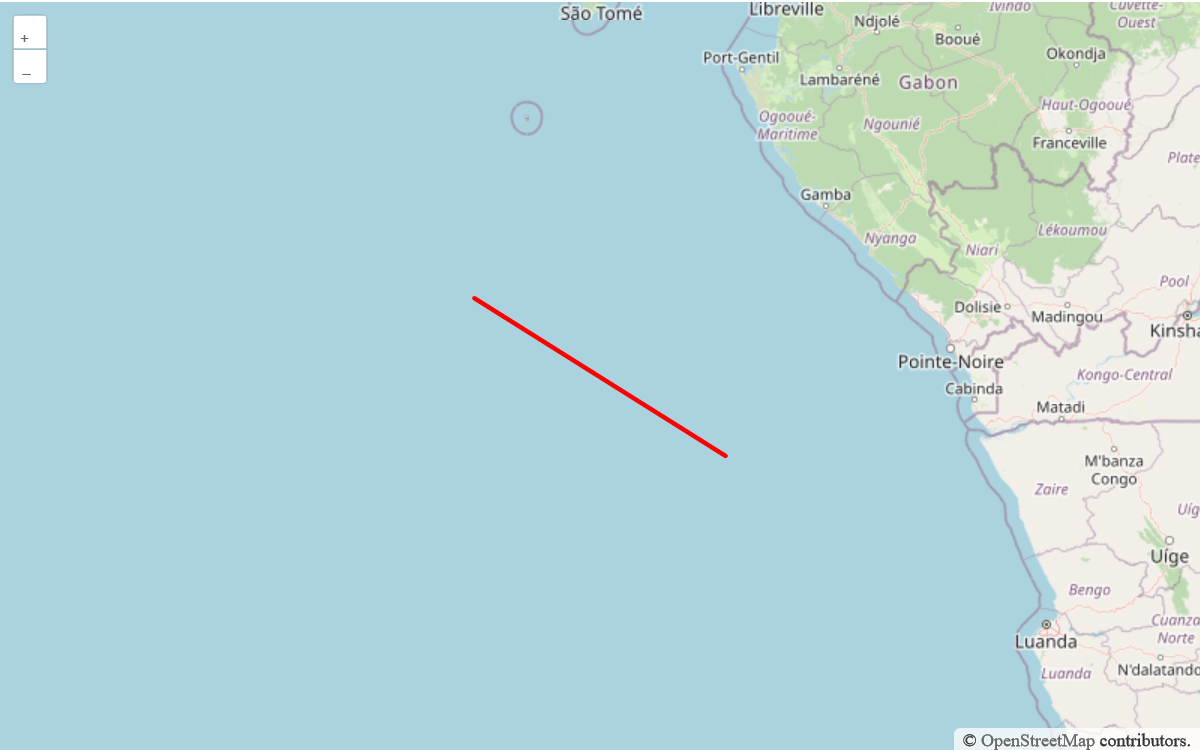 +
–
São Tomé
Libreville
Ndjolé
Ivindo
Cuvette-
Ouest
Booué
Okondja
Port-Gentil
Lambaréné
Gabon
Haut-Ogooué
Ogooué-
Maritime
Ngounié
Franceville
Plate
Gamba
Nyanga
Niari
Lékoumou
Pool
Dolisie
Madingou
Kinsha
Pointe-Noire
Kongo-Central
Cabinda
Matadi
M'banza
Congo
Zaire
Uíg
Uíge
Bengo
Cuanza
Norte
Luanda
N'dalatando
Luanda
© OpenStreetMap contributors.